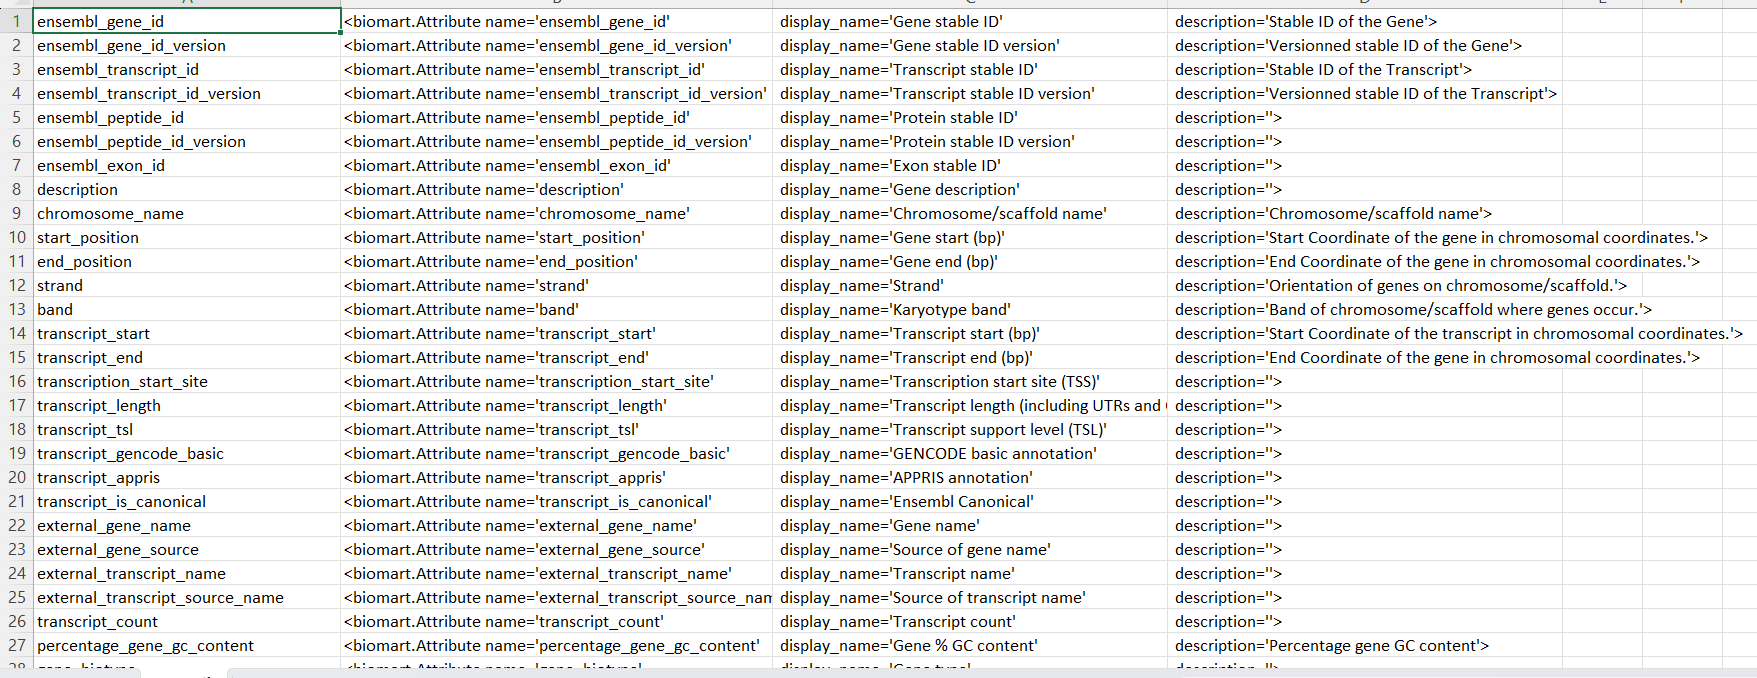 1 ensembl_gene_id <biomart.Attribute name='ensembl_gene_id' display_name='Gene stable ID' description='Stable ID of the Gene'>
2 ensembl_gene_id_version <biomart.Attribute name='ensembl_gene_id_version' display_name='Gene stable ID version' description='Versionned stable ID of the Gene'>
3 ensembl_transcript_id <biomart.Attribute name='ensembl_transcript_id' display_name='Transcript stable ID' description='Stable ID of the Transcript'>
4 ensembl_transcript_id_version <biomart.Attribute name='ensembl_transcript_id_version' display_name='Transcript stable ID version' description='Versionned stable ID of the Transcript'>
5 ensembl_peptide_id <biomart.Attribute name='ensembl_peptide_id' display_name='Protein stable ID' description=''>
6 ensembl_peptide_id_version <biomart.Attribute name='ensembl_peptide_id_version' display_name='Protein stable ID version' description=''>
7 ensembl_exon_id <biomart.Attribute name='ensembl_exon_id' display_name='Exon stable ID' description=''>
8 description <biomart.Attribute name='description' display_name='Gene description' description=''>
9 chromosome_name <biomart.Attribute name='chromosome_name' display_name='Chromosome/scaffold name' description='Chromosome/scaffold name'>
10 start_position <biomart.Attribute name='start_position' display_name='Gene start (bp)' description='Start Coordinate of the gene in chromosomal coordinates.'>
11 end_position <biomart.Attribute name='end_position' display_name='Gene end (bp)' description='End Coordinate of the gene in chromosomal coordinates.'>
12 strand <biomart.Attribute name='strand' display_name='Strand' description='Orientation of genes on chromosome/scaffold.'>
13 band <biomart.Attribute name='band' display_name='Karyotype band' description='Band of chromosome/scaffold where genes occur.'>
14 transcript_start <biomart.Attribute name='transcript_start' display_name='Transcript start (bp)' description='Start Coordinate of the transcript in chromosomal coordinates.'>
15 transcript_end <biomart.Attribute name='transcript_end' display_name='Transcript end (bp)' description='End Coordinate of the gene in chromosomal coordinates.'>
16 transcription_start_site <biomart.Attribute name='transcription_start_site' display_name='Transcription start site (TSS)' description=''>
17 transcript_length <biomart.Attribute name='transcript_length' display_name='Transcript length (including UTRs and description=''>
18 transcript_tsl <biomart.Attribute name='transcript_tsl' display_name='Transcript support level (TSL)' description=''>
19 transcript_gencode_basic <biomart.Attribute name='transcript_gencode_basic' display_name='GENCODE basic annotation' description=''>
20 transcript_appris <biomart.Attribute name='transcript_appris' display_name='APPRIS annotation' description=''>
21 transcript_is_canonical <biomart.Attribute name='transcript_is_canonical' display_name='Ensembl Canonical' description=''>
22 external_gene_name <biomart.Attribute name='external_gene_name' display_name='Gene name' description=''>
23 external_gene_source <biomart.Attribute name='external_gene_source' display_name='Source of gene name' description=''>
24 external_transcript_name <biomart.Attribute name='external_transcript_name' display_name='Transcript name' description=''>
25 external_transcript_source_name <biomart.Attribute name='external_transcript_source_nam display_name='Source of transcript name' description=''>
26 transcript_count <biomart.Attribute name='transcript_count' display_name='Transcript count' description=''>
27 percentage_gene_gc_content <biomart.Attribute name='percentage_gene_gc_content' display_name='Gene % GC content' description='Percentage gene GC content'>